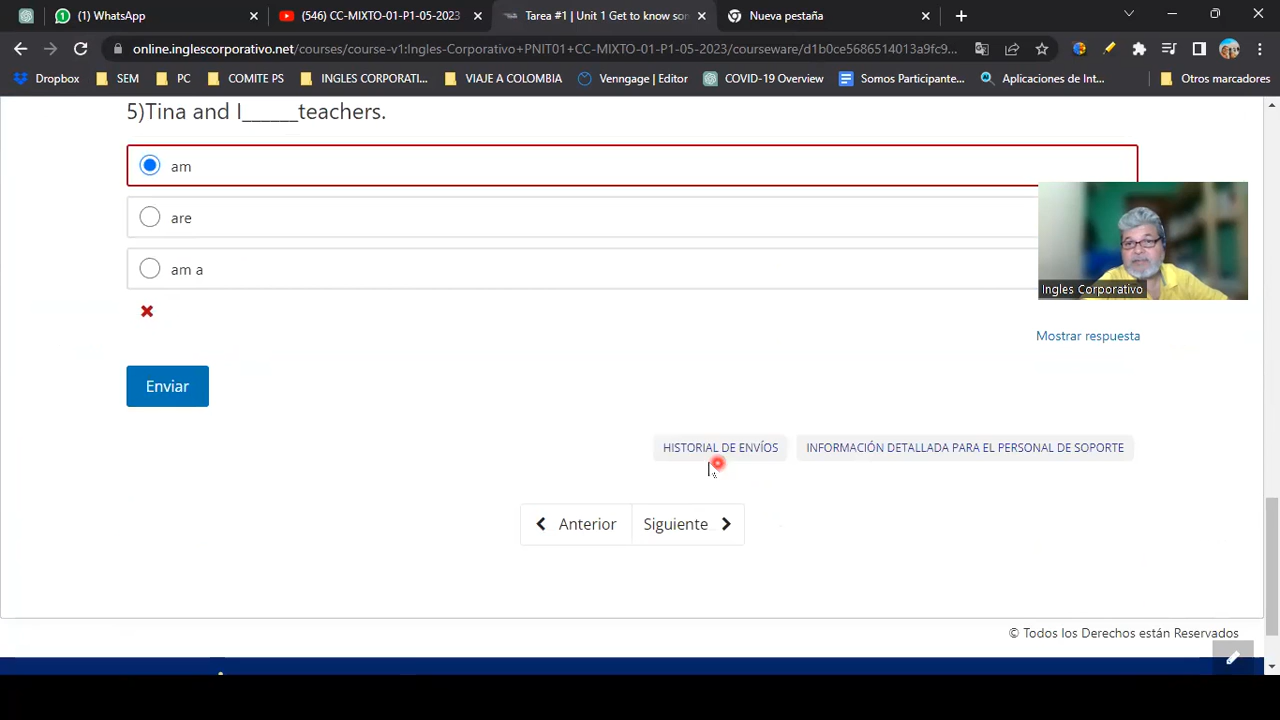 (1) WhatsApp
(546) CC-MIXTO-01-P1-05-2023
Tarea #1 | Unit 1 Get to know sor
Nueva pestaña
online.inglescorporativo.net/courses/course-v1:Ingles-Corporativo+PNIT01+CC-MIXTO-01-P1-05-2023/courseware/d1b0ce5686514013a9fc9...
Dropbox
SEM
PC
COMITE PS
INGLES CORPORATI...
VIAJE A COLOMBIA
Venngage | Editor
COVID-19 Overview
Somos Participante...
Aplicaciones de Int...
Otros marcadores
5)Tina and I______teachers.
am
are
am a
Ingles Corporativo
Mostrar respuesta
Enviar
HISTORIAL DE ENVÍOS
INFORMACIÓN DETALLADA PARA EL PERSONAL DE SOPORTE
Anterior
Siguiente
© Todos los Derechos están Reservados